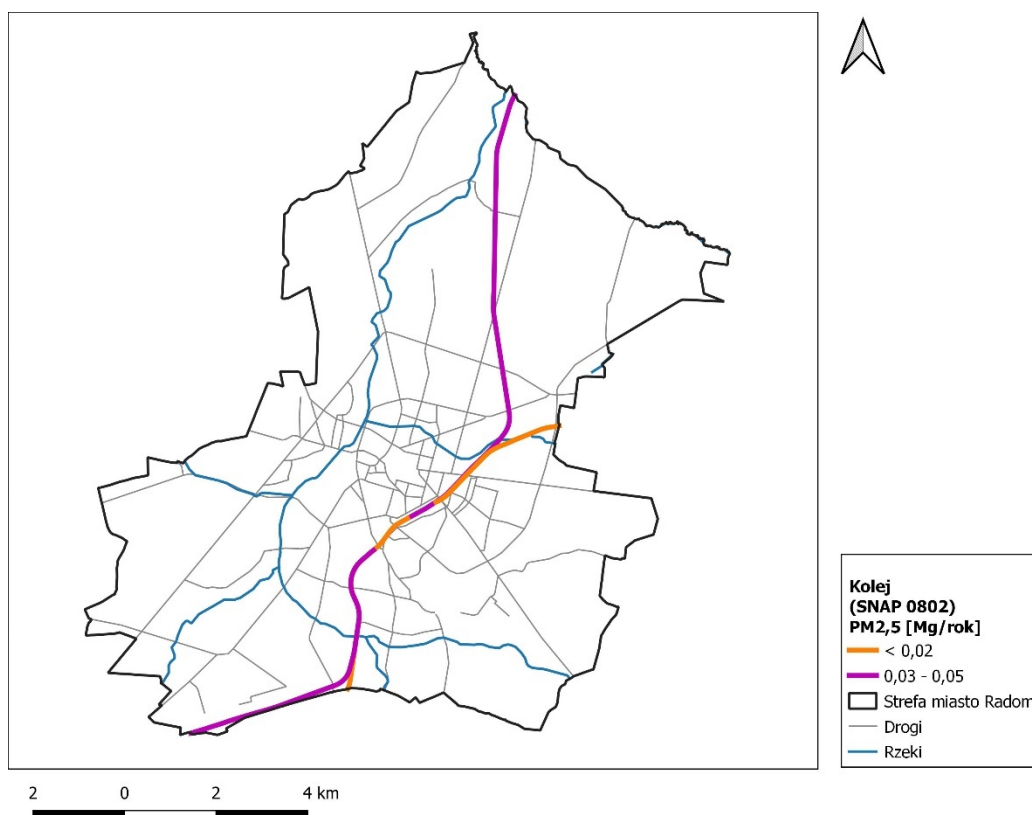 Kolej
(SNAP 0802)
PM2,5 [Mg/rok]
< 0,02
0,03 - 0,05
Strefa miasto Radom
Drogi
Rzeki
2 0 2 4 km